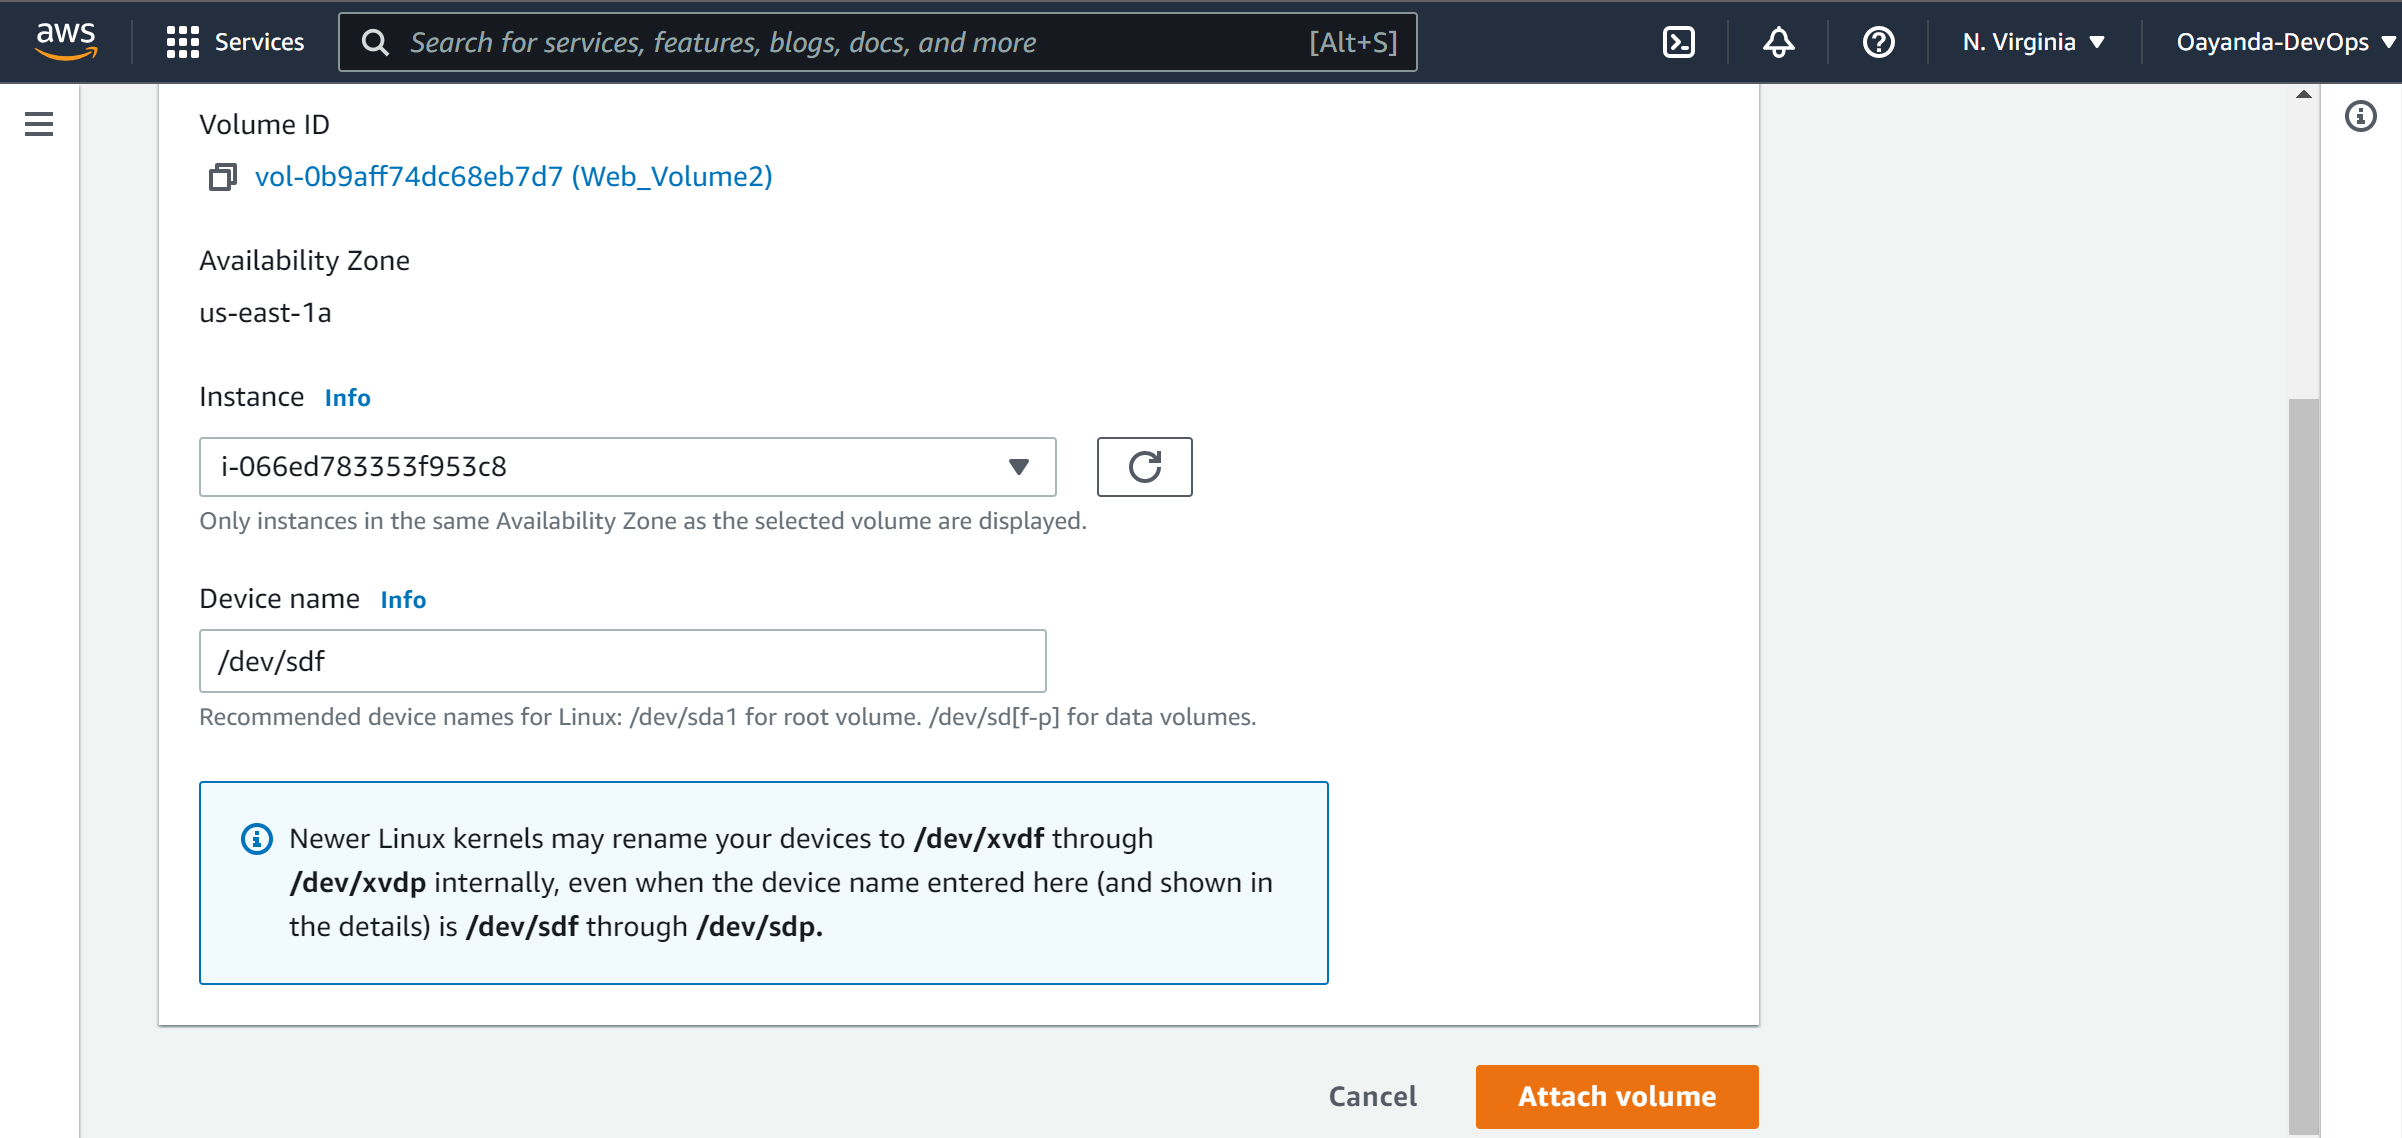 aws
Services
Search for services, features, blogs, docs, and more
[Alt+S]
N. Virginia
Oayanda-DevOps
Volume ID
vol-0b9aff74dc68eb7d7 (Web_Volume2)
Availability Zone
us-east-1a
Instance Info
i-066ed783353f953c8
Only instances in the same Availability Zone as the selected volume are displayed.
Device name Info
/dev/sdf
Recommended device names for Linux: /dev/sda1 for root volume. /dev/sd[f-p] for data volumes.
Newer Linux kernels may rename your devices to /dev/xvdf through
/dev/xvdp internally, even when the device name entered here (and shown in
the details) is /dev/sdf through /dev/sdp.
Cancel
Attach volume